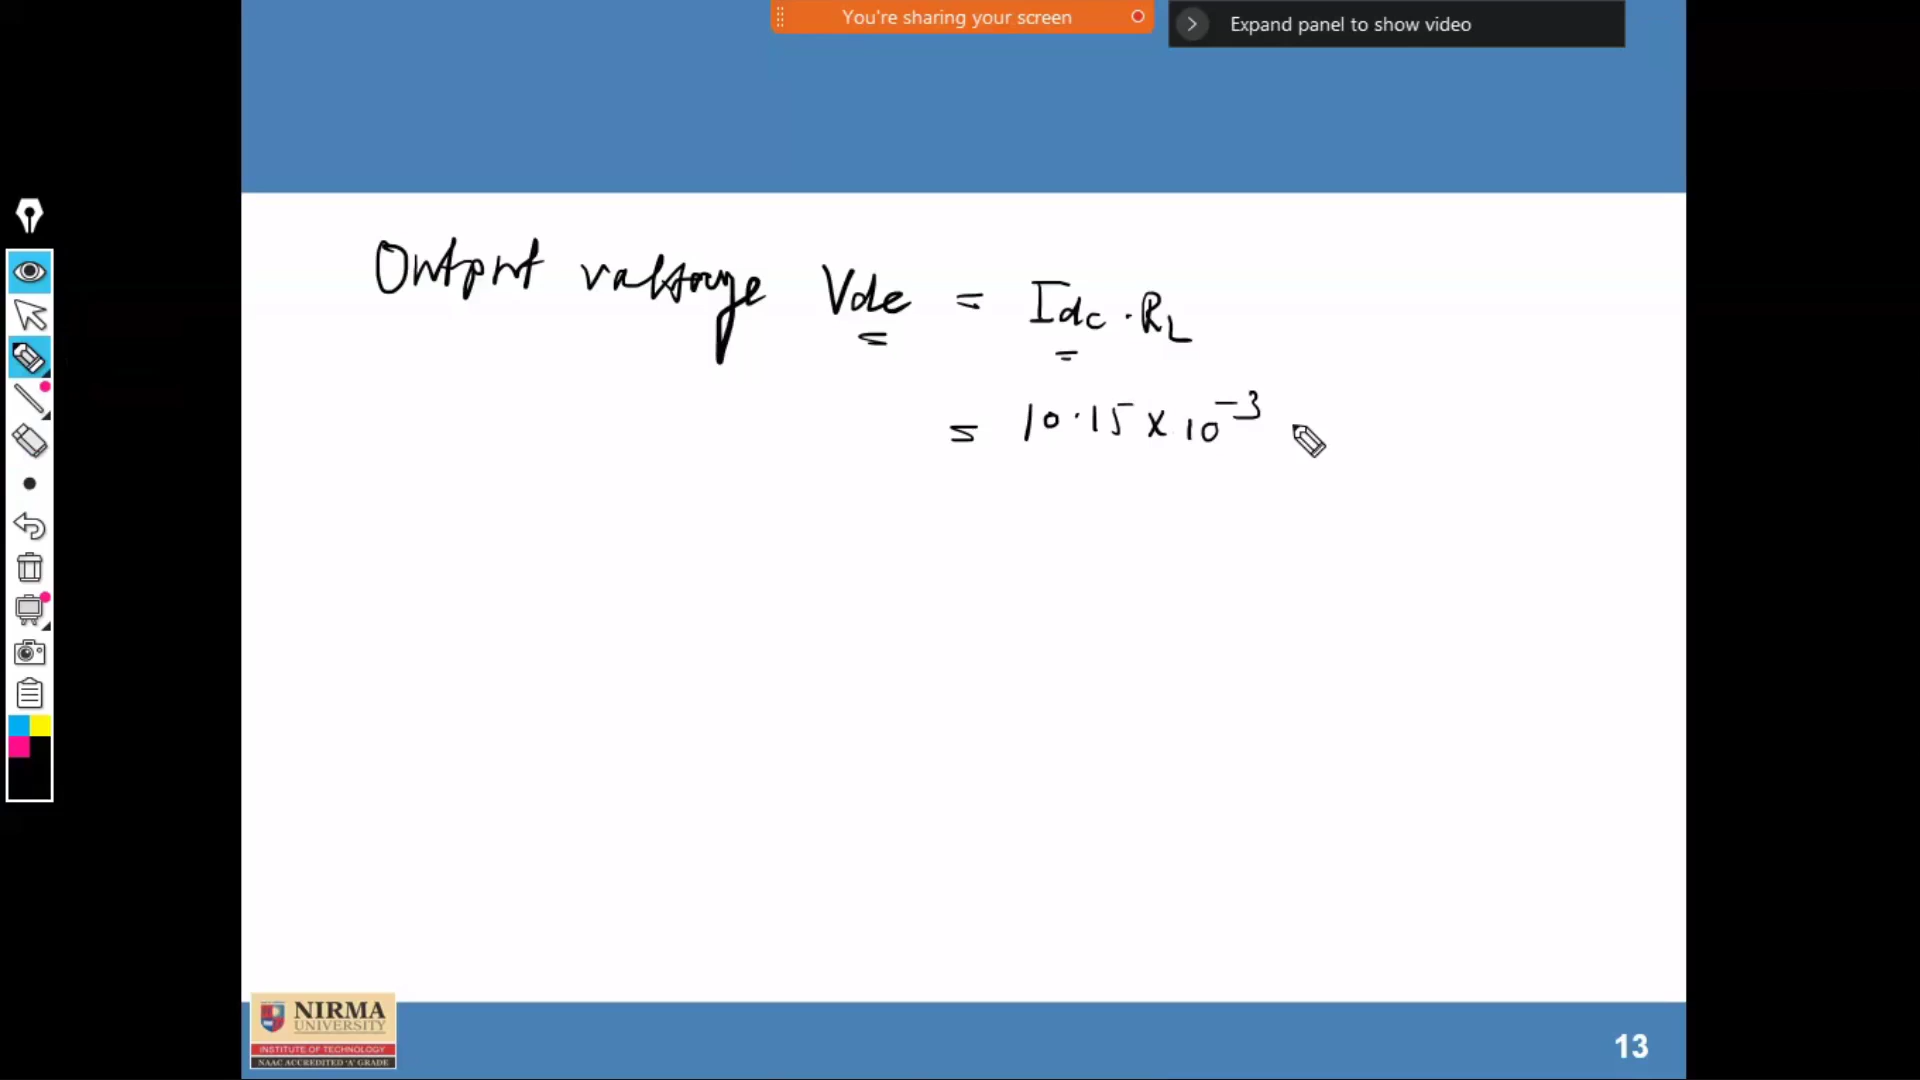 You're sharing your screen
Expand panel to show video
Output valtage Vdc = Idc . RL
= 10.15 x 10^-3
NIRMA
UNIVERSITY
INSTITUTE OF TECHNOLOGY
NAAC ACCREDITED 'A' GRADE
13